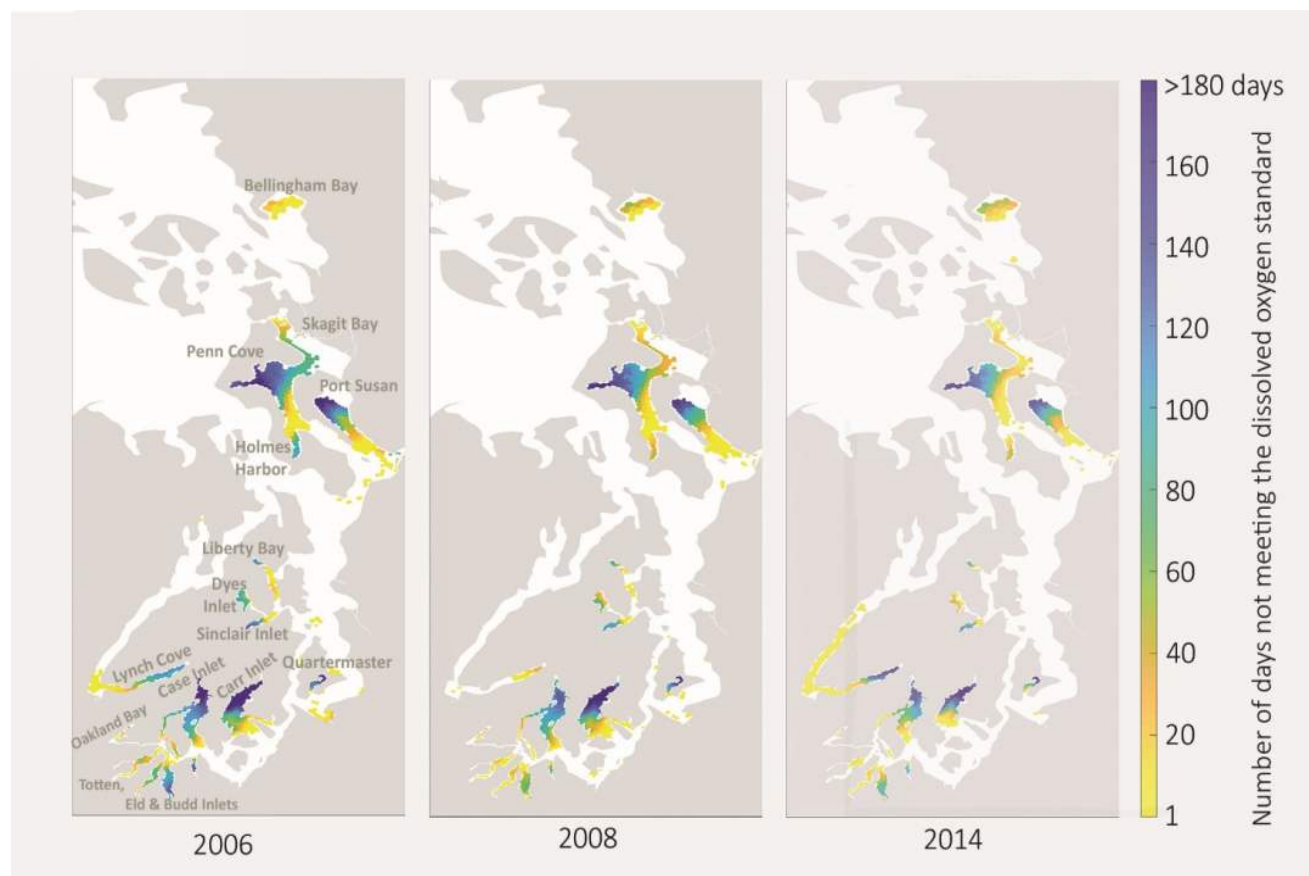 Bellingham Bay
Skagit Bay
Penn Cove
Port Susan
Holmes
Harbor
Liberty Bay
Dyes
Inlet
Sinclair Inlet
Lynch Cove
Case Inlet
Carr Inlet
Quartermaster
Oakland Bay
Totten,
Eld & Budd Inlets
2006
2008
2014
>180 days
160
140
120
100
80
60
40
20
1
Number of days not meeting the dissolved oxygen standard